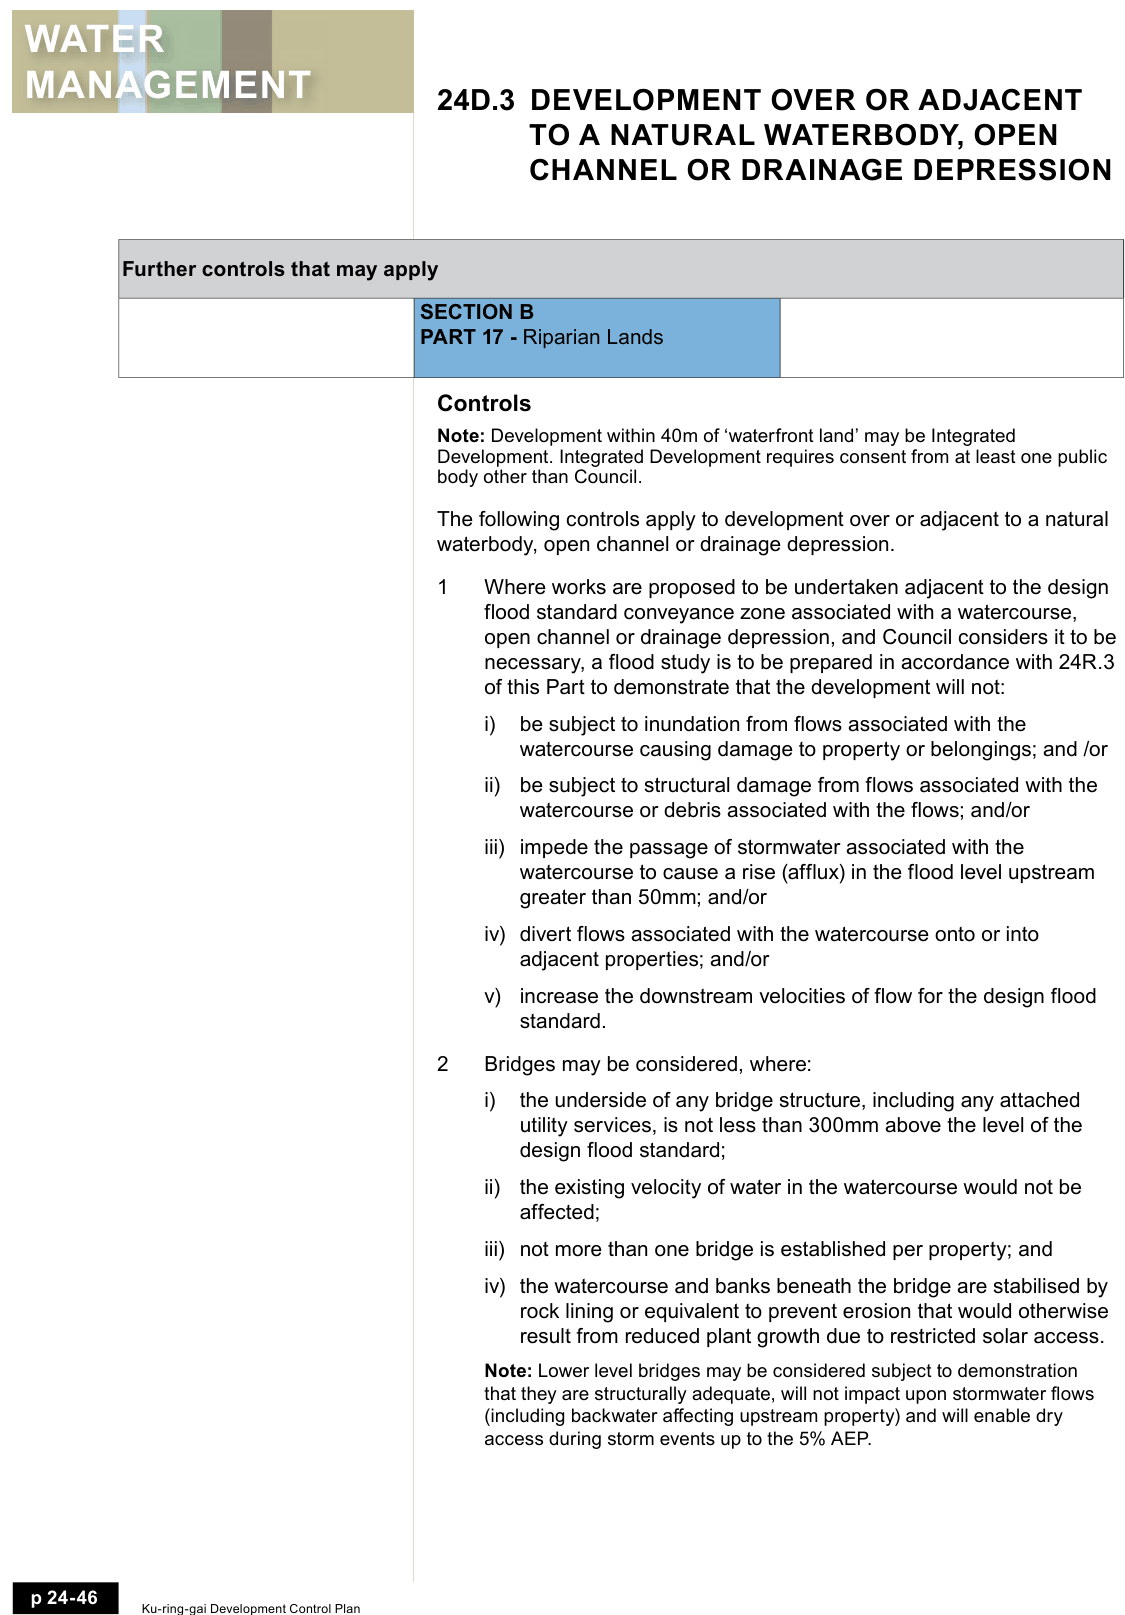 WATER
MANAGEMENT
24D.3 DEVELOPMENT OVER OR ADJACENT
TO A NATURAL WATERBODY, OPEN
CHANNEL OR DRAINAGE DEPRESSION
Further controls that may apply
SECTION B
PART 17 - Riparian Lands
Controls
Note: Development within 40m of ‘waterfront land’ may be Integrated
Development. Integrated Development requires consent from at least one public
body other than Council.
The following controls apply to development over or adjacent to a natural
waterbody, open channel or drainage depression.
1 Where works are proposed to be undertaken adjacent to the design
flood standard conveyance zone associated with a watercourse,
open channel or drainage depression, and Council considers it to be
necessary, a flood study is to be prepared in accordance with 24R.3
of this Part to demonstrate that the development will not:
i) be subject to inundation from flows associated with the
watercourse causing damage to property or belongings; and /or
ii) be subject to structural damage from flows associated with the
watercourse or debris associated with the flows; and/or
iii) impede the passage of stormwater associated with the
watercourse to cause a rise (afflux) in the flood level upstream
greater than 50mm; and/or
iv) divert flows associated with the watercourse onto or into
adjacent properties; and/or
v) increase the downstream velocities of flow for the design flood
standard.
2 Bridges may be considered, where:
i) the underside of any bridge structure, including any attached
utility services, is not less than 300mm above the level of the
design flood standard;
ii) the existing velocity of water in the watercourse would not be
affected;
iii) not more than one bridge is established per property; and
iv) the watercourse and banks beneath the bridge are stabilised by
rock lining or equivalent to prevent erosion that would otherwise
result from reduced plant growth due to restricted solar access.
Note: Lower level bridges may be considered subject to demonstration
that they are structurally adequate, will not impact upon stormwater flows
(including backwater affecting upstream property) and will enable dry
access during storm events up to the 5% AEP.
p 24-46
Ku-ring-gai Development Control Plan